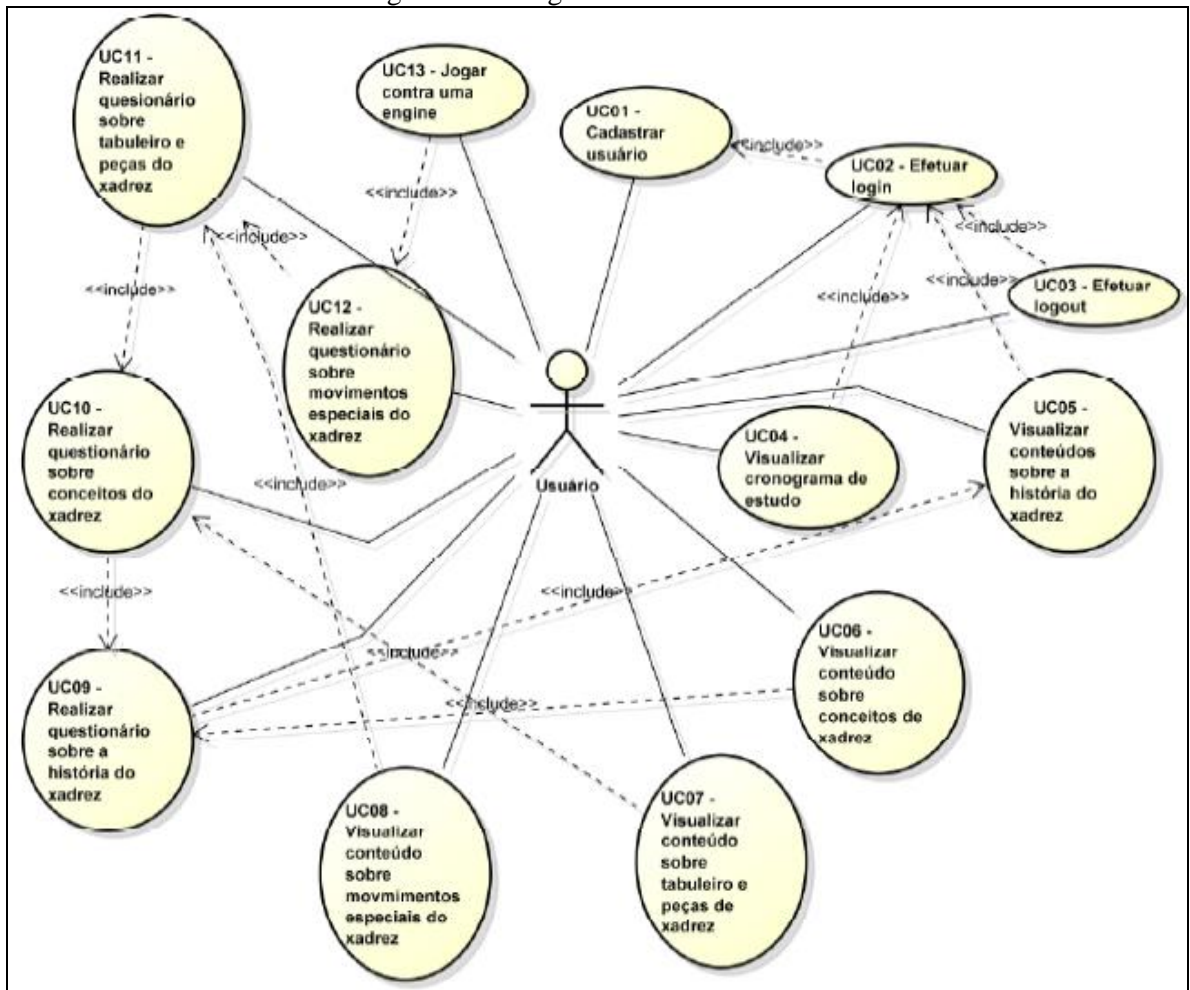 UC11 -
Realizar
quesionário
sobre
tabuleiro e
peças do
xadrez
UC13 - Jogar
contra uma
engine
UC01 -
Cadastrar
usuário
<<include>>
UC02 - Efetuar
login
<<include>>
<<include>>
<<include>>
<<include>>
<<include>>
<<include>>
UC03 - Efetuar
logout
<<include>>
UC12 -
Realizar
questionário
sobre
movimentos
especiais do
xadrez
UC10 -
Realizar
questionário
sobre
conceitos do
xadrez
UC04 -
Visualizar
cronograma de
estudo
UC05 -
Visualizar
conteúdos
sobre a
história do
xadrez
<<include>>
Usuário
<<include>>
<<include>>
UC09 -
Realizar
questionário
sobre a
história do
xadrez
<<include>>
<<include>>
UC06 -
Visualizar
conteúdo
sobre
conceitos de
xadrez
UC08 -
Visualizar
conteúdo
sobre
movmimentos
especiais do
xadrez
UC07 -
Visualizar
conteúdo
sobre
tabuleiro e
peças de
xadrez